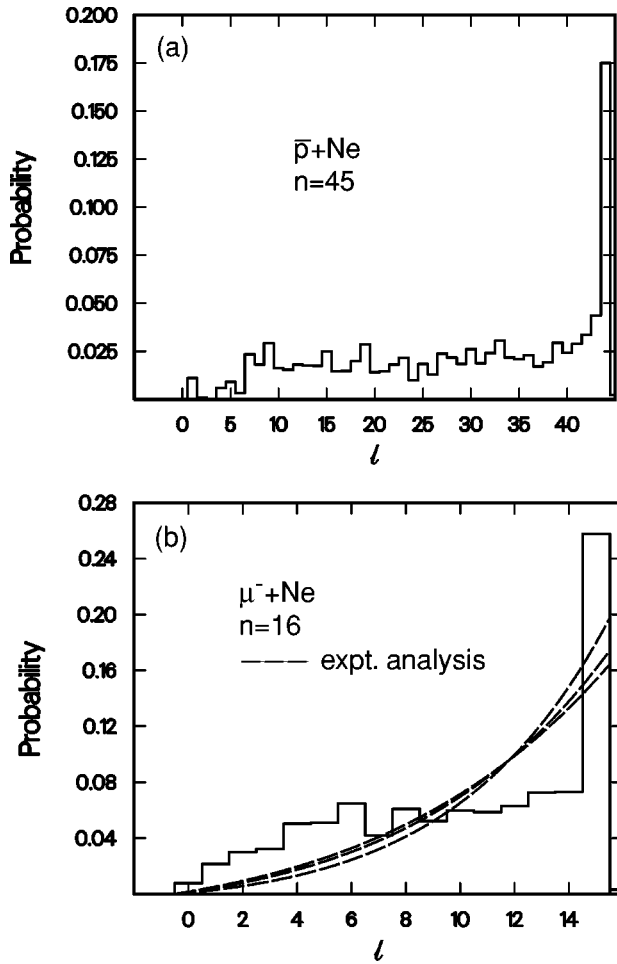 (a)
p̄+Ne
n=45
Probability
0.200
0.175
0.150
0.125
0.100
0.075
0.050
0.025
0 5 10 15 20 25 30 35 40
ℓ
(b)
μ⁻+Ne
n=16
expt. analysis
Probability
0.28
0.24
0.20
0.16
0.12
0.08
0.04
0 2 4 6 8 10 12 14
ℓ